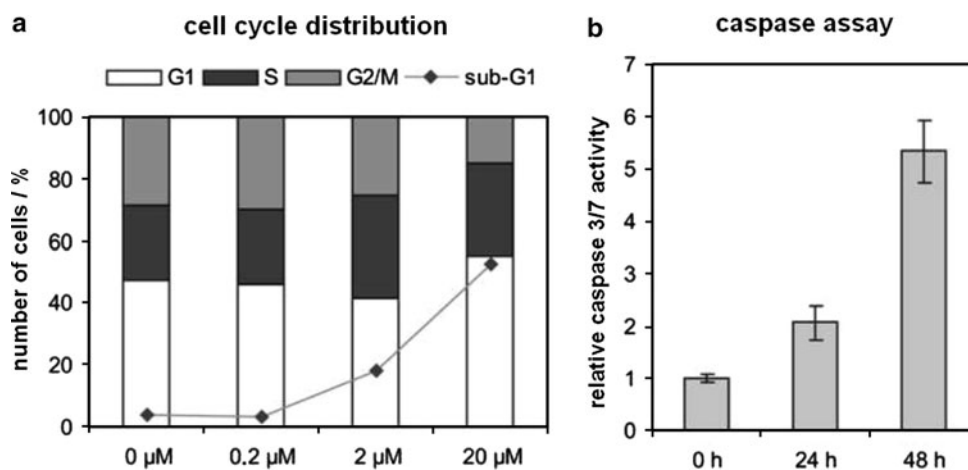 a
cell cycle distribution
G1 S G2/M sub-G1
number of cells / %
100
80
60
40
20
0
0 µM 0.2 µM 2 µM 20 µM
b
caspase assay
relative caspase 3/7 activity
7
6
5
4
3
2
1
0
0 h 24 h 48 h